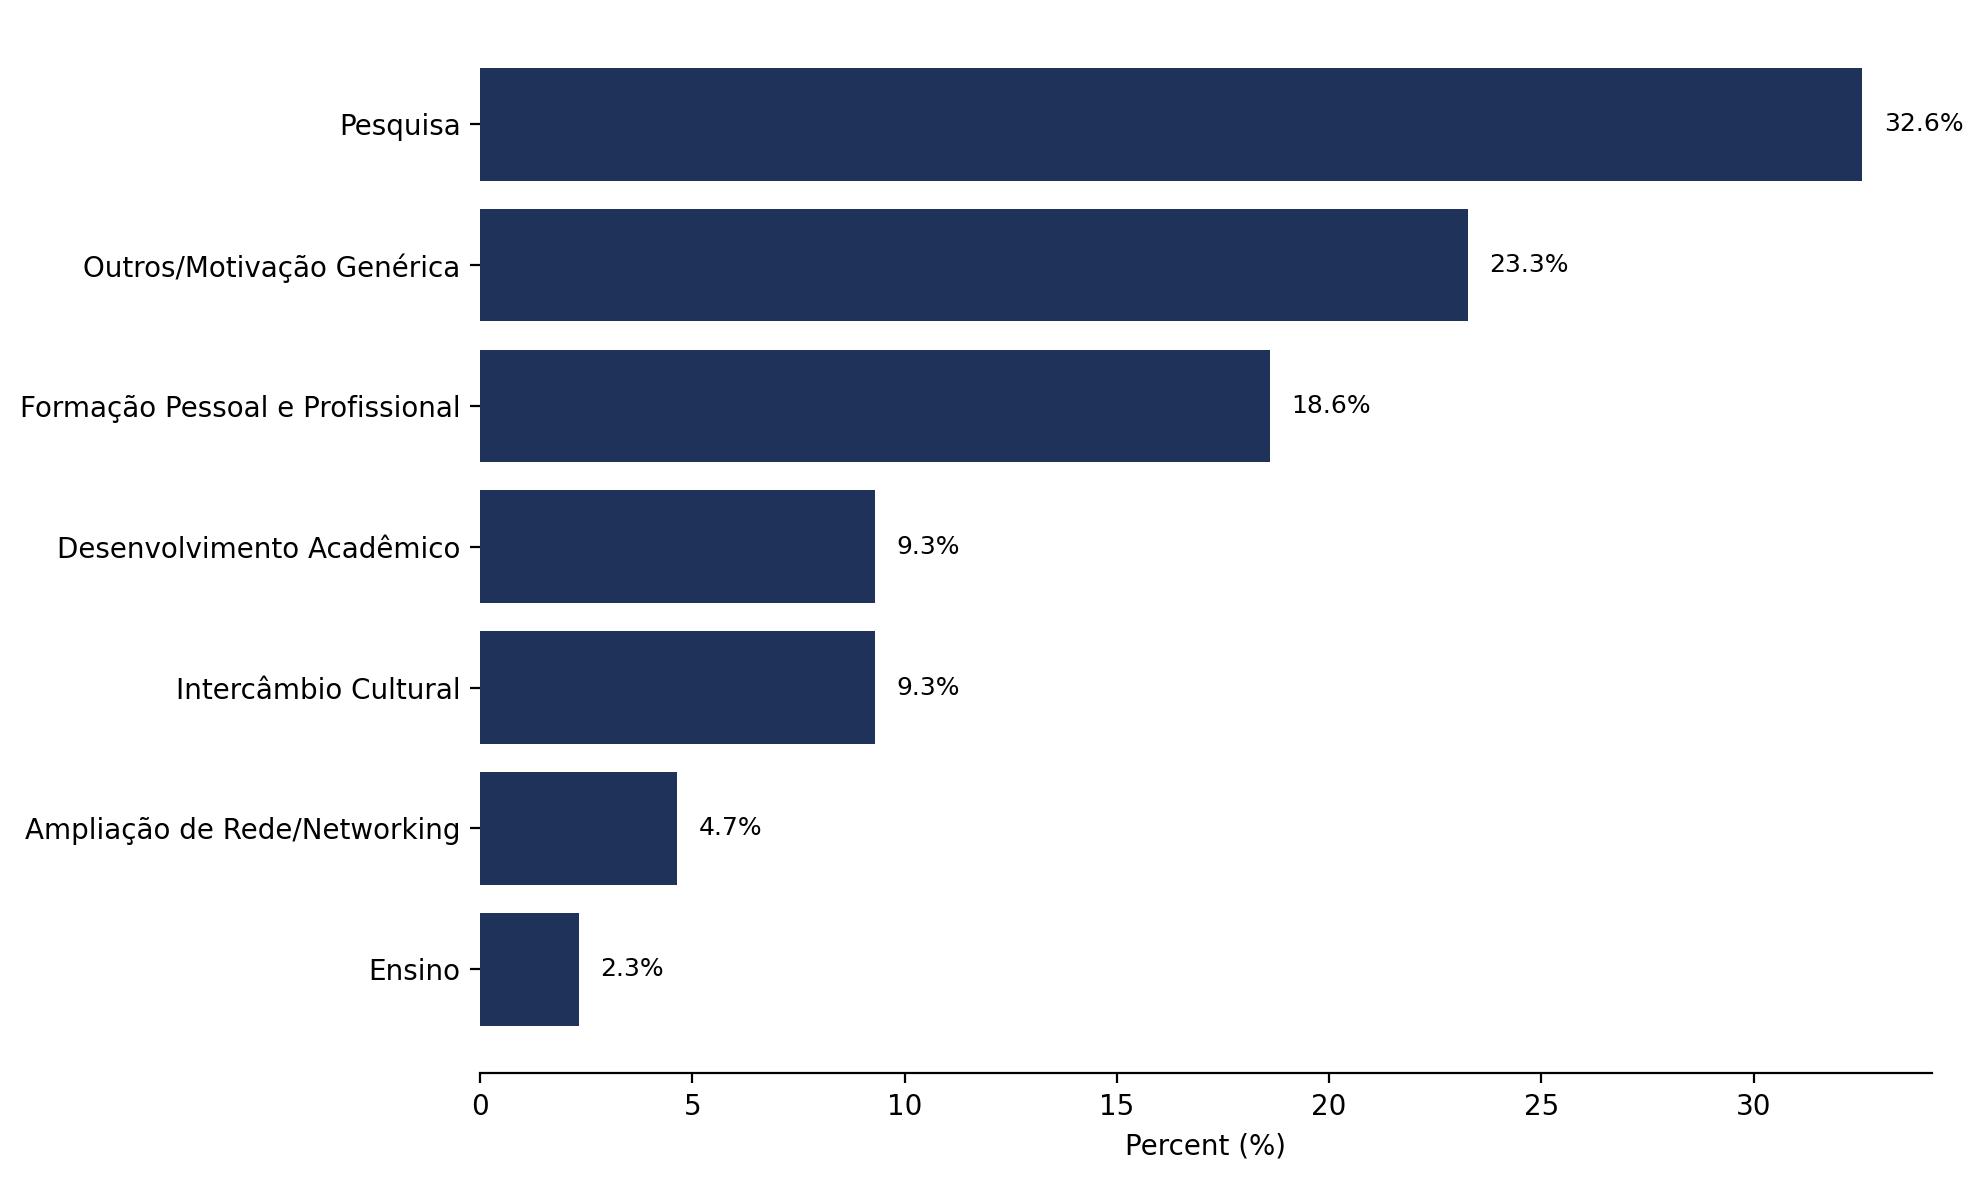 Pesquisa
32.6%
Outros/Motivação Genérica
23.3%
Formação Pessoal e Profissional
18.6%
Desenvolvimento Acadêmico
9.3%
Intercâmbio Cultural
9.3%
Ampliação de Rede/Networking
4.7%
Ensino
2.3%
0 5 10 15 20 25 30
Percent (%)